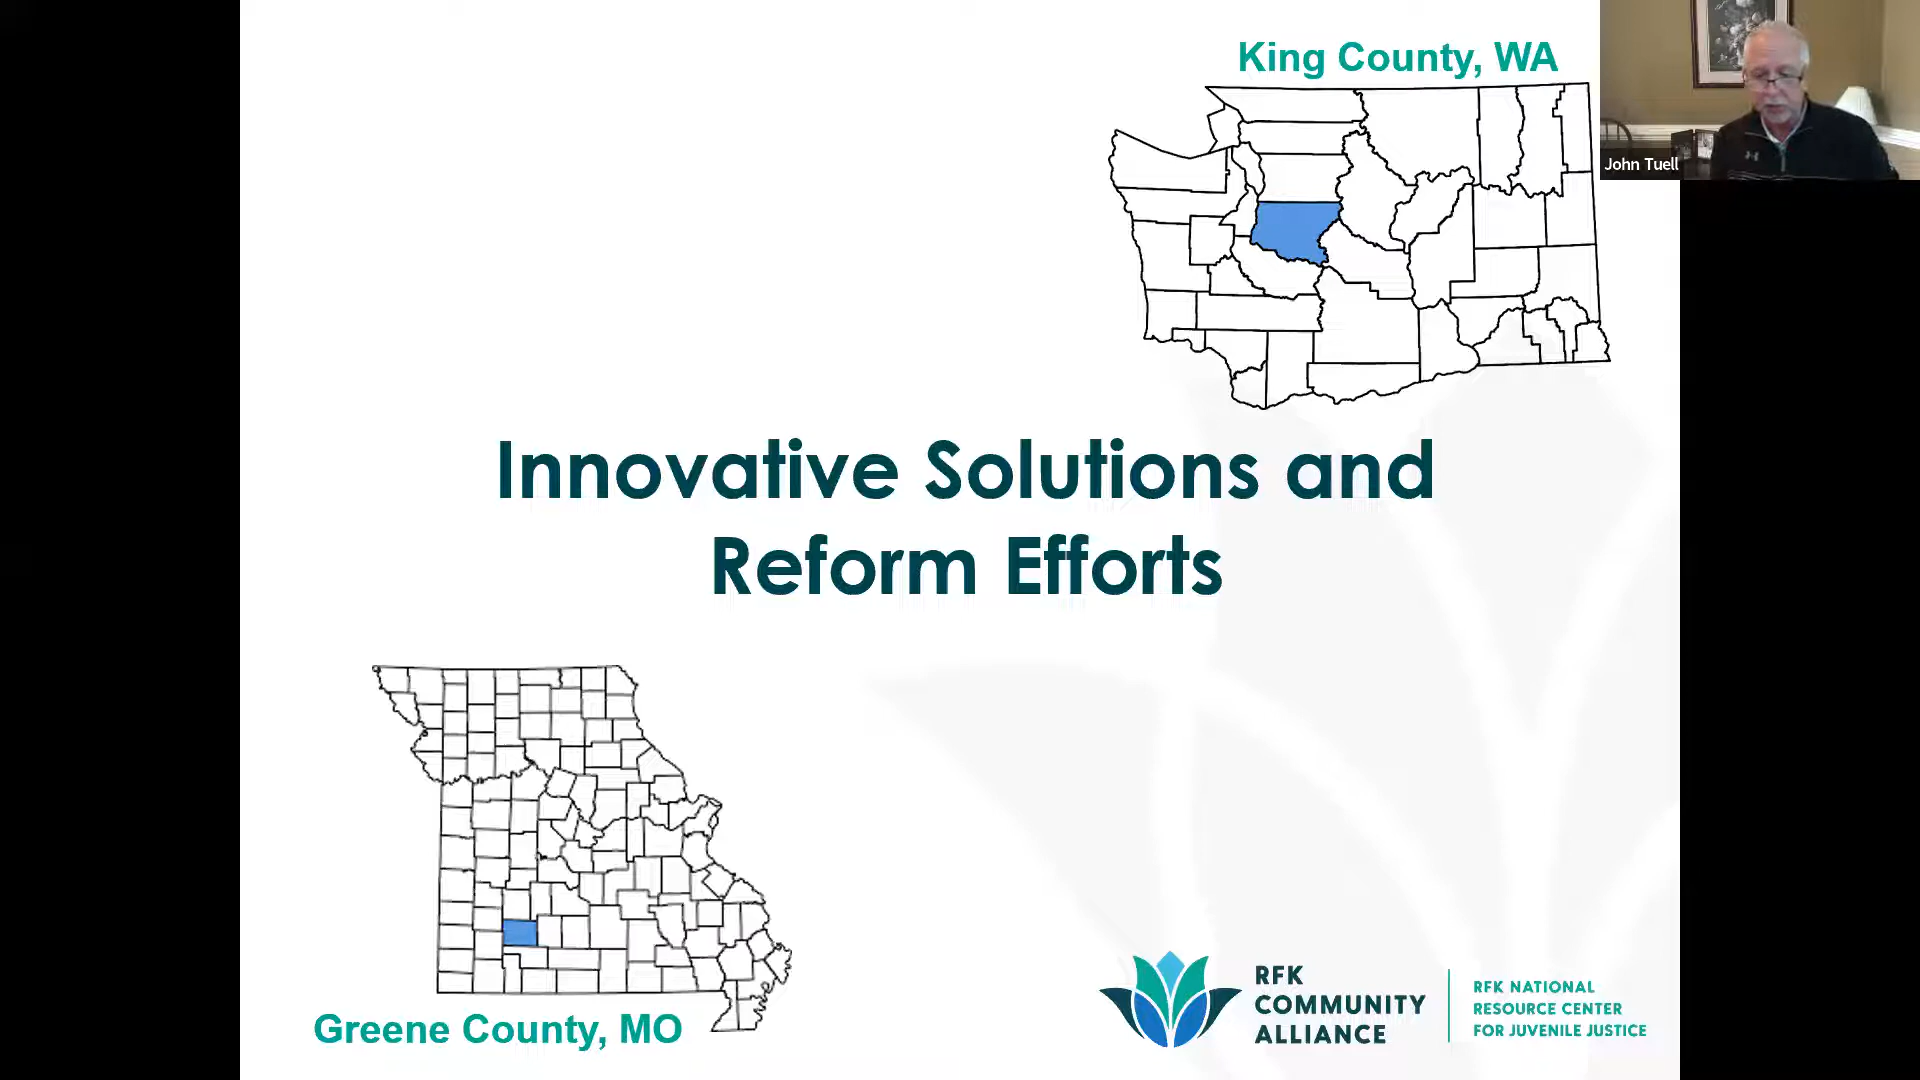 King County, WA
John Tuell
Innovative Solutions and
Reform Efforts
Greene County, MO
RFK
COMMUNITY
ALLIANCE
RFK NATIONAL
RESOURCE CENTER
FOR JUVENILE JUSTICE